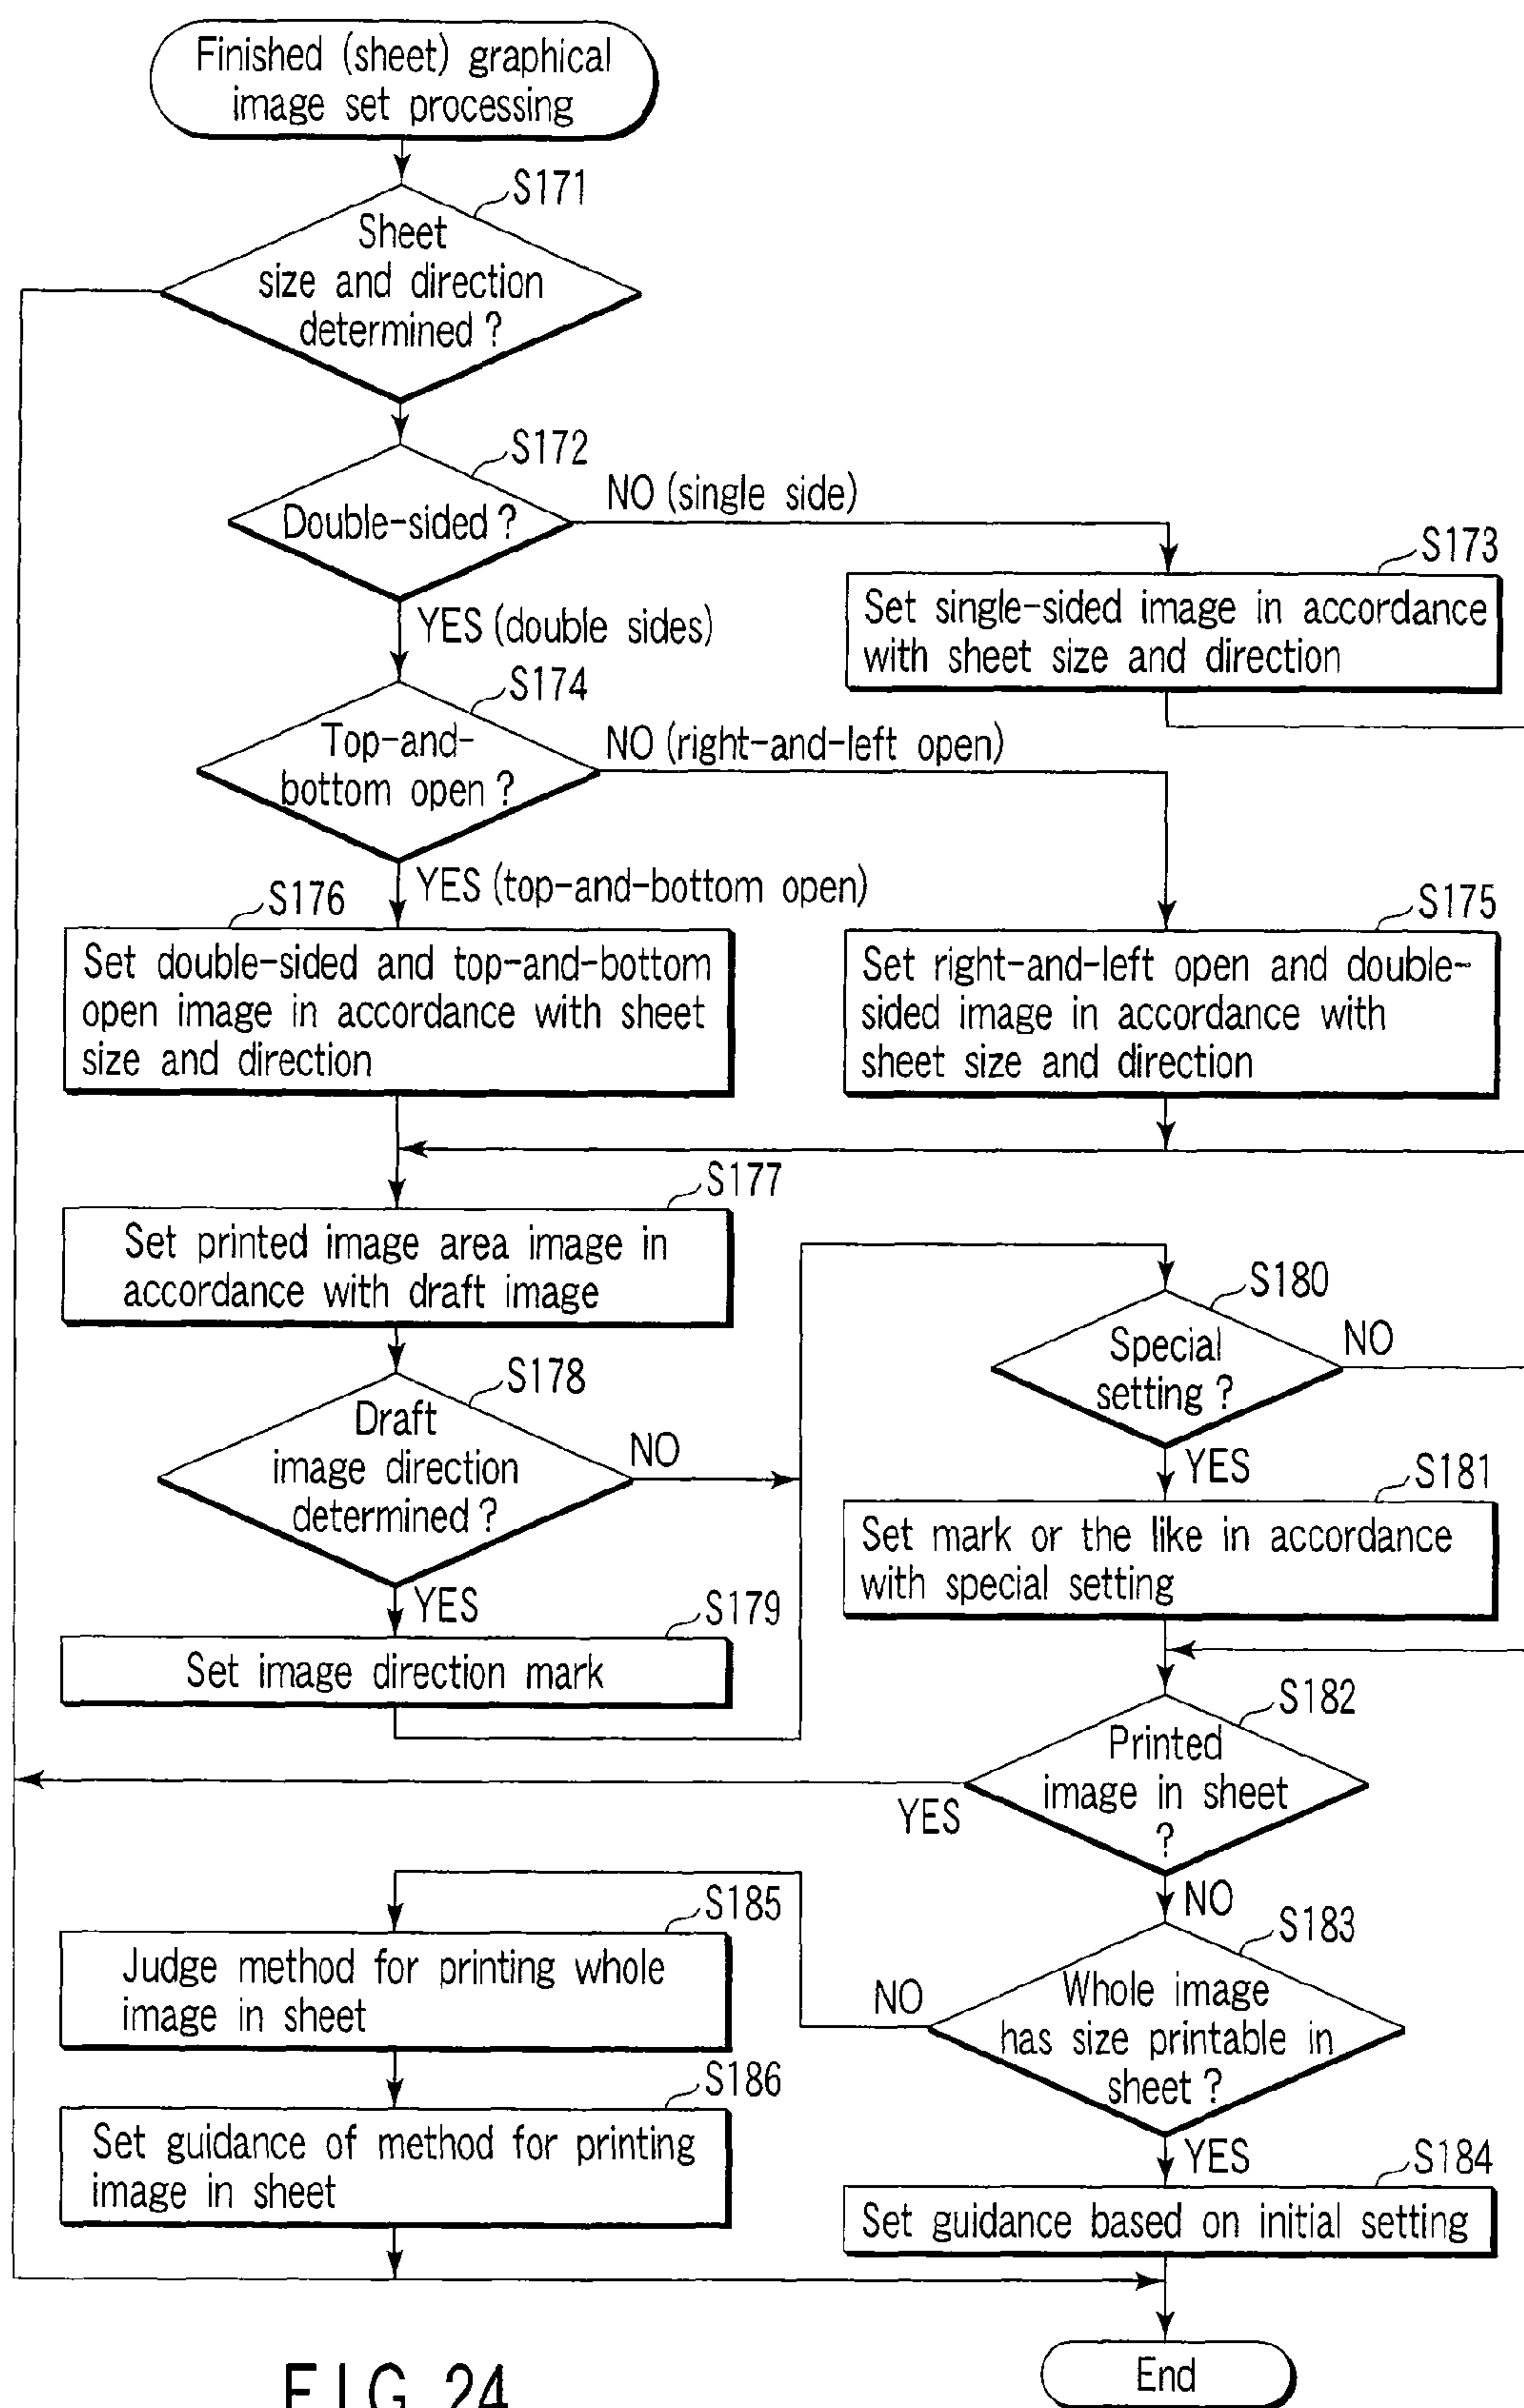 Finished (sheet) graphical
image set processing
S171
Sheet
size and direction
determined ?
S172
Double-sided ?
NO (single side)
S173
Set single-sided image in accordance
with sheet size and direction
YES (double sides)
S174
Top-and-
bottom open ?
NO (right-and-left open)
YES (top-and-bottom open)
S176
Set double-sided and top-and-bottom
open image in accordance with sheet
size and direction
S175
Set right-and-left open and double-
sided image in accordance with
sheet size and direction
S177
Set printed image area image in
accordance with draft image
S178
Draft
image direction
determined ?
NO
YES
S179
Set image direction mark
S180
Special
setting ?
NO
YES
S181
Set mark or the like in accordance
with special setting
S182
Printed
image in sheet
?
YES
NO
S183
Whole image
has size printable in
sheet ?
NO
S185
Judge method for printing whole
image in sheet
S186
Set guidance of method for printing
image in sheet
YES
S184
Set guidance based on initial setting
End
FIG. 24